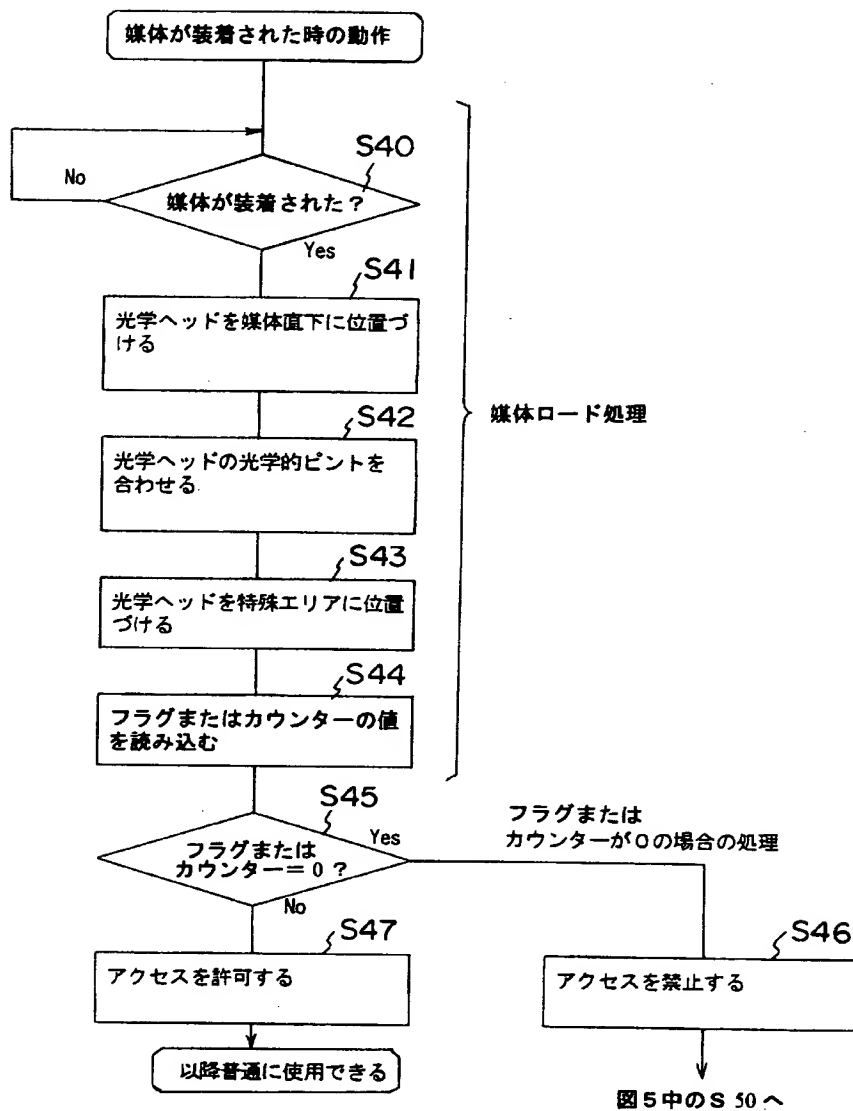 媒体が装着された時の動作
S40
No
媒体が装着された？
Yes
S41
光学ヘッドを媒体直下に位置づ
ける
S42
媒体ロード処理
光学ヘッドの光学的ピントを
合わせる
S43
光学ヘッドを特殊エリアに位置
づける
S44
フラグまたはカウンターの値
を読み込む
S45
フラグまたは
カウンターが０の場合の処理
Yes
フラグまたは
カウンター＝０？
No
S47
S46
アクセスを許可する
アクセスを禁止する
以降普通に使用できる
図５中のS 50 へ